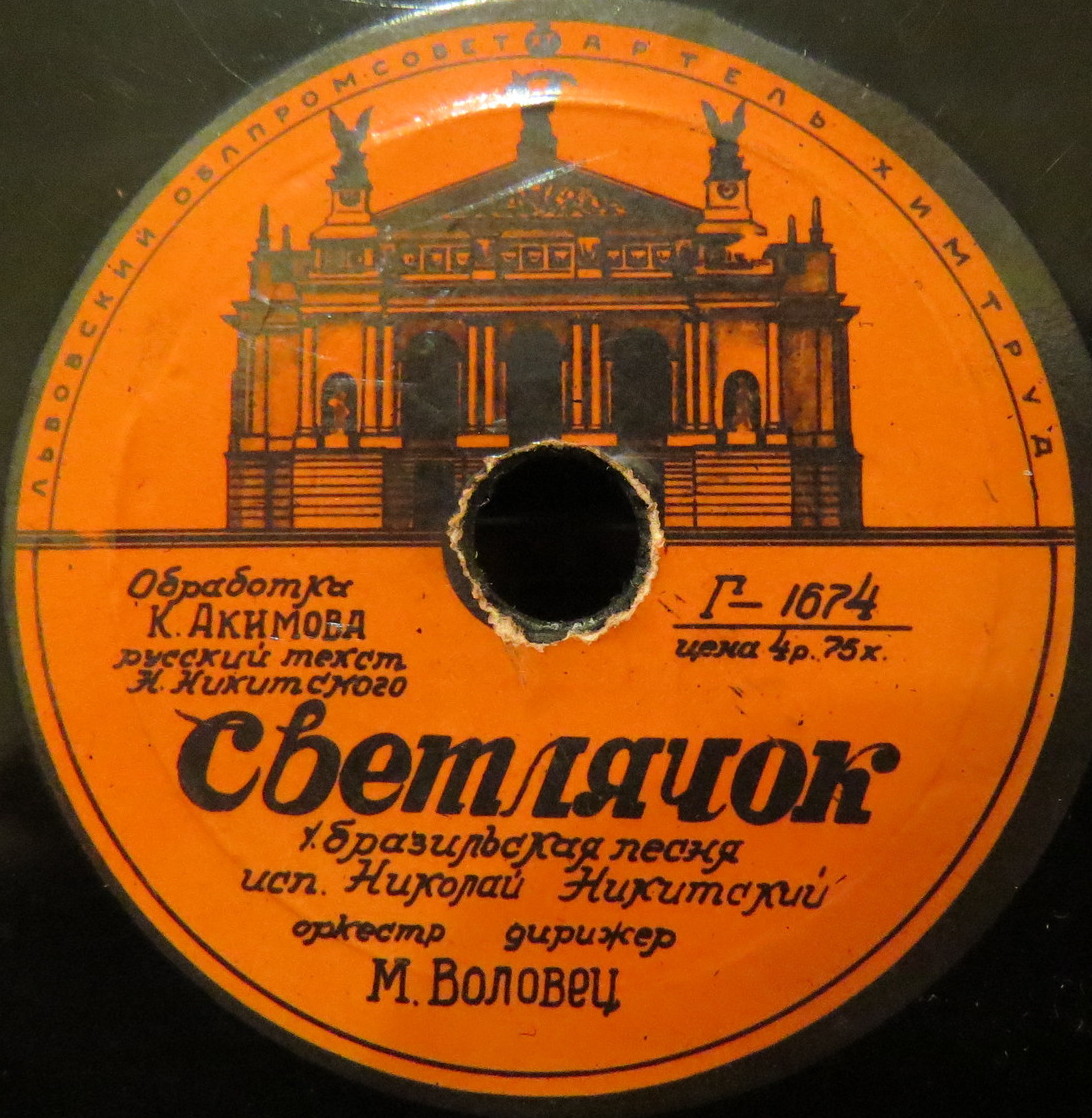 ЛЬВОВСКИЙ ОБЛПРОМСОВЕТ АРТЕЛЬ ХИМТРУД
Обработка
К. АКИМОВА
русский текст
Н. Никитского
Г-1674
цена 4р. 75к.
Светлячок
бразильская песня
исп. Николай Никитский
оркестр дирижер
М. Воловец